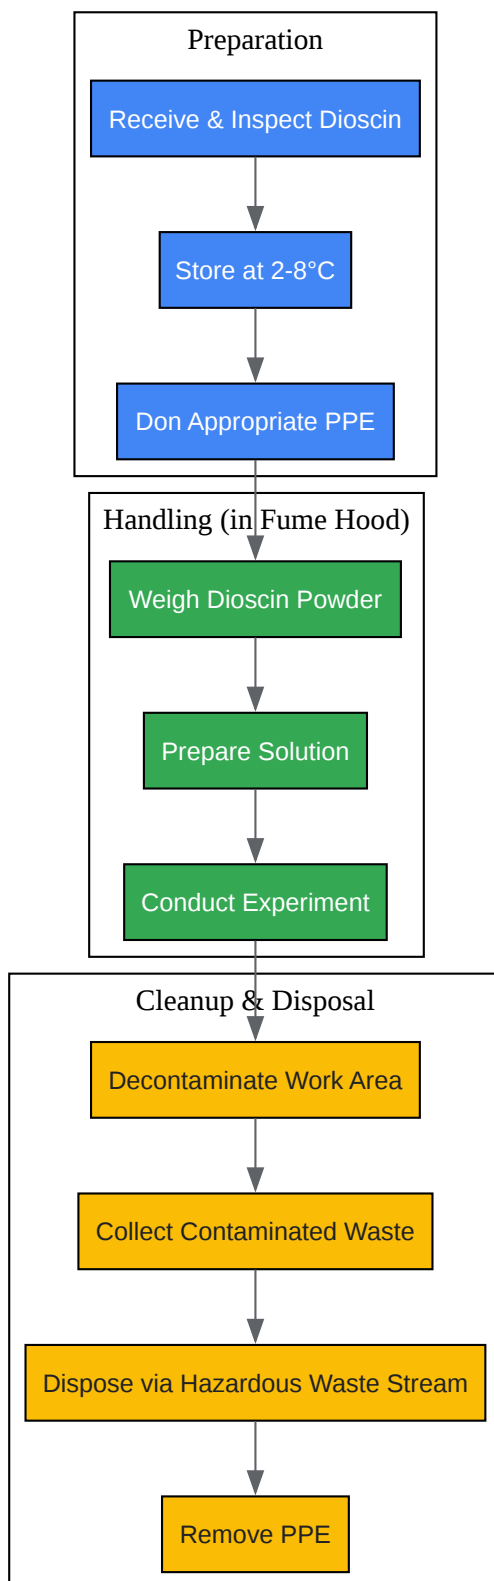 Preparation
Receive & Inspect Dioscin
Store at 2-8°C
Don Appropriate PPE
Handling (in Fume Hood)
Weigh Dioscin Powder
Prepare Solution
Conduct Experiment
Cleanup & Disposal
Decontaminate Work Area
Collect Contaminated Waste
Dispose via Hazardous Waste Stream
Remove PPE